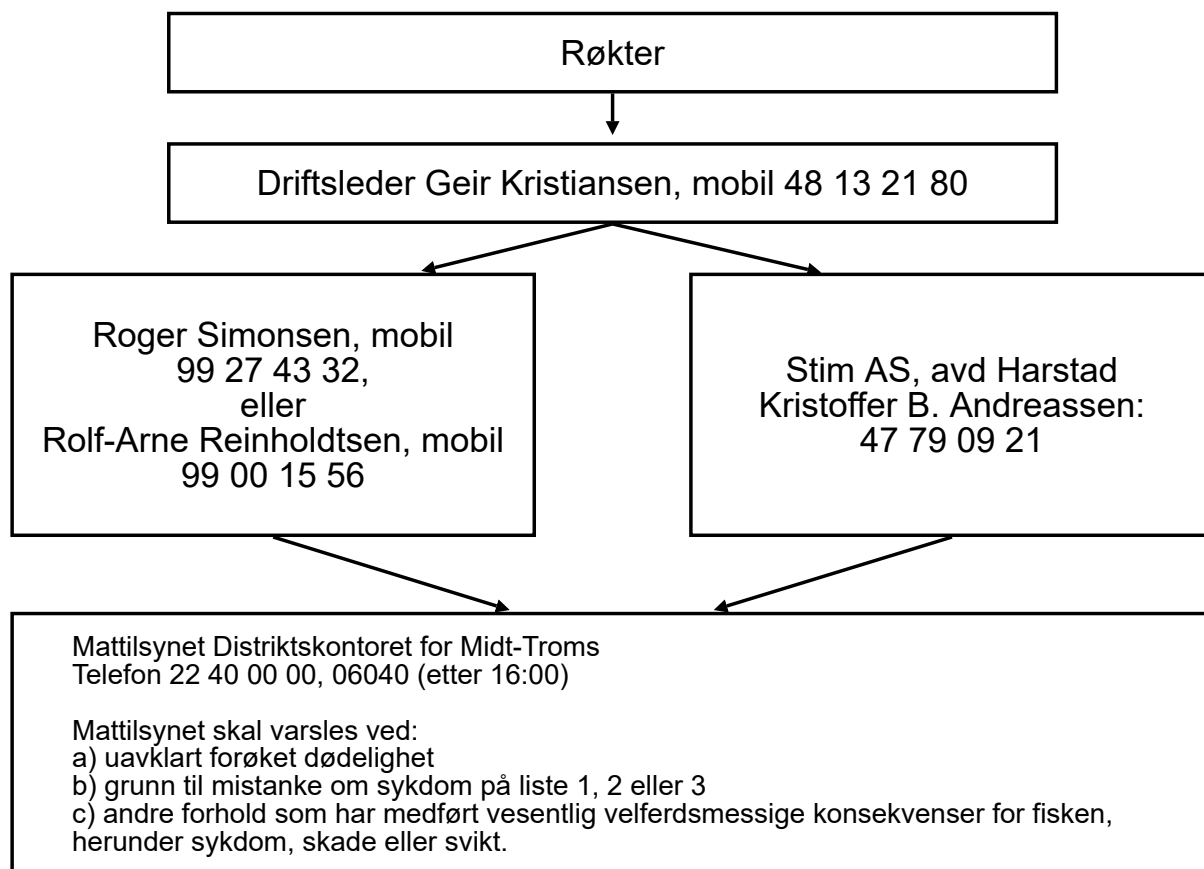 Røkter
Driftsleder Geir Kristiansen, mobil 48 13 21 80
Roger Simonsen, mobil
99 27 43 32,
eller
Rolf-Arne Reinholdtsen, mobil
99 00 15 56
Stim AS, avd Harstad
Kristoffer B. Andreassen:
47 79 09 21
Mattilsynet Distriktskontoret for Midt-Troms
Telefon 22 40 00 00, 06040 (etter 16:00)
Mattilsynet skal varsles ved:
a) uavklart forøket dødelighet
b) grunn til mistanke om sykdom på liste 1, 2 eller 3
c) andre forhold som har medført vesentlig velferdsmessige konsekvenser for fisken,
herunder sykdom, skade eller svikt.